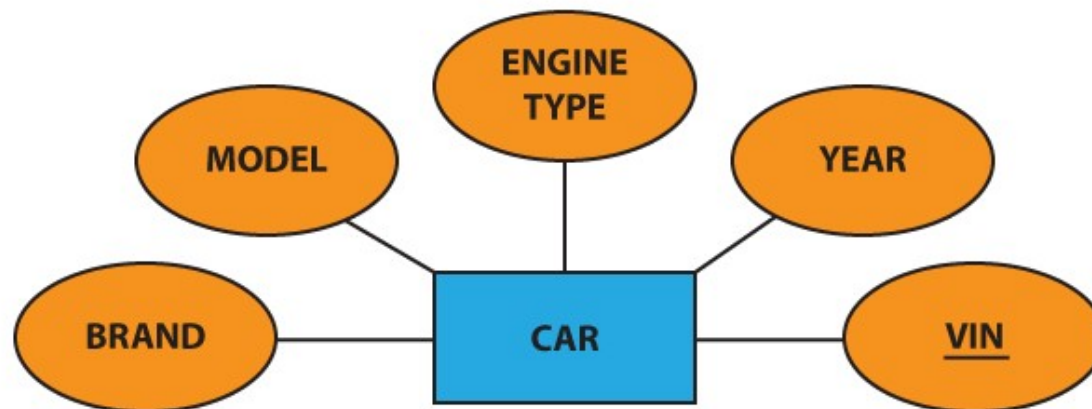 ENGINE
TYPE
MODEL
YEAR
BRAND
CAR
VIN